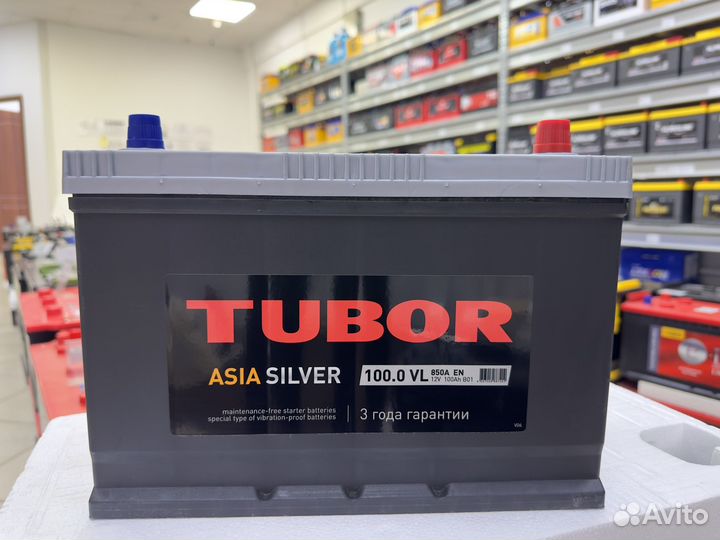 TUBOR
ASIA SILVER
100.0 VL 850A EN
12V 100Ah B01
maintenance-free starter batteries
special type of vibration-proof batteries
3 года гарантии
V06
Avito